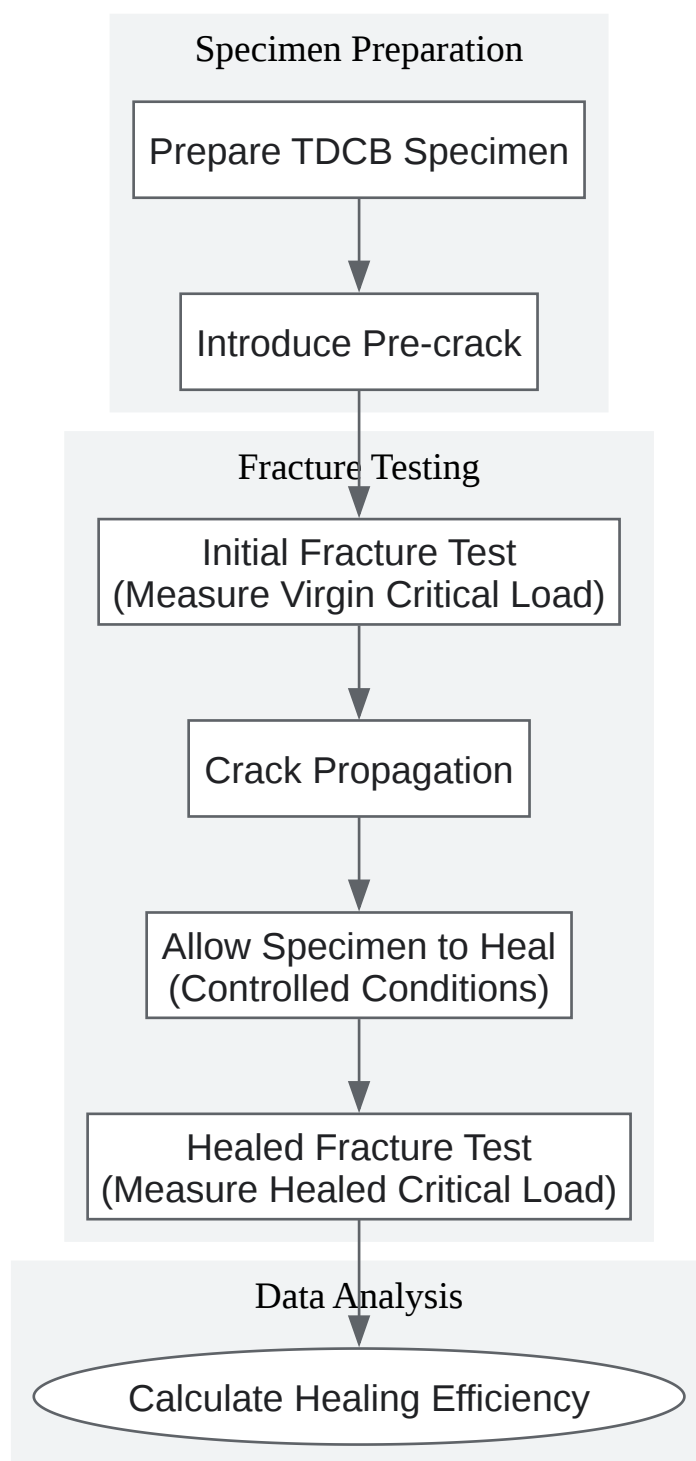 Specimen Preparation
Prepare TDCB Specimen
Introduce Pre-crack
Fracture Testing
Initial Fracture Test
(Measure Virgin Critical Load)
Crack Propagation
Allow Specimen to Heal
(Controlled Conditions)
Healed Fracture Test
(Measure Healed Critical Load)
Data Analysis
Calculate Healing Efficiency